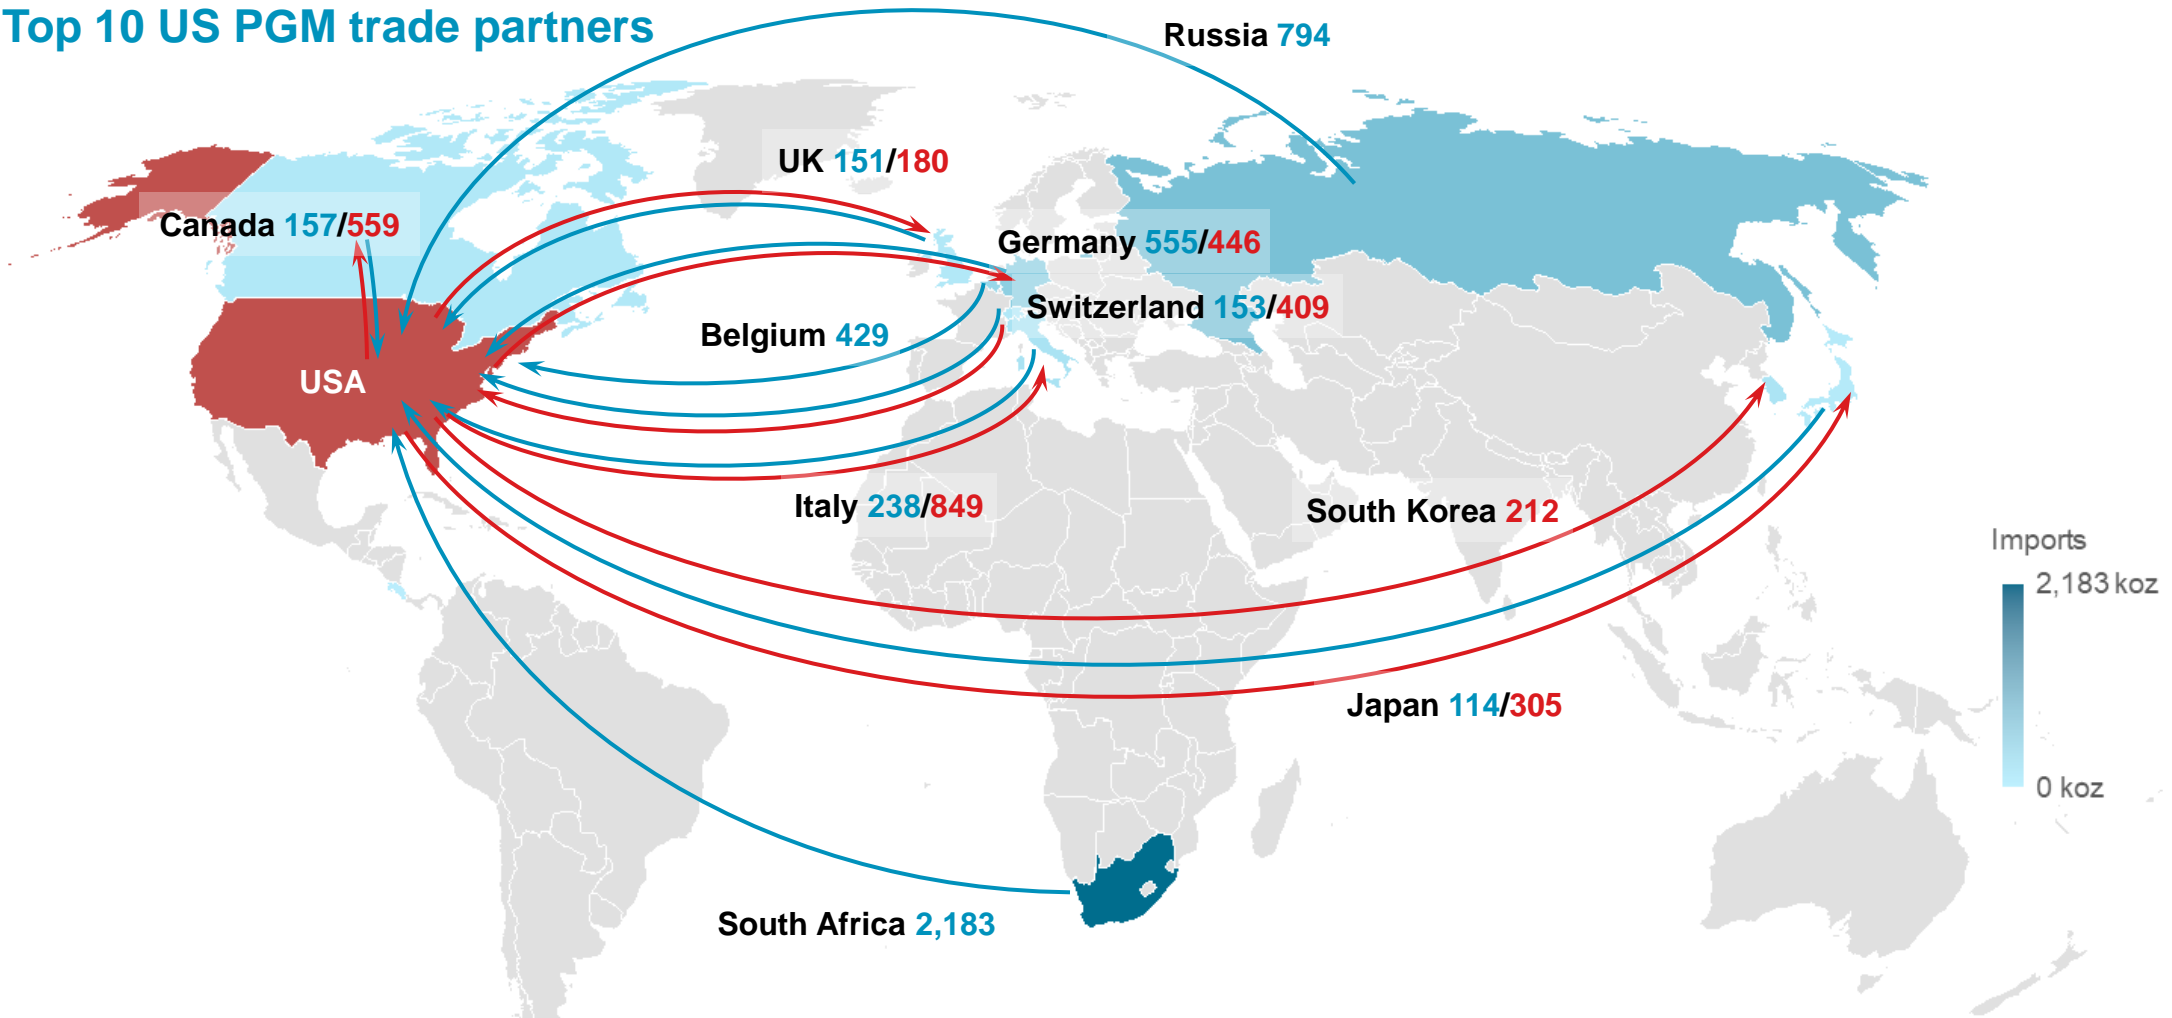 Top 10 US PGM trade partners
Russia 794
UK 151/180
Canada 157/559
Germany 555/446
Switzerland 153/409
Belgium 429
USA
Italy 238/849
South Korea 212
Imports
2,183 koz
Japan 114/305
0 koz
South Africa 2,183